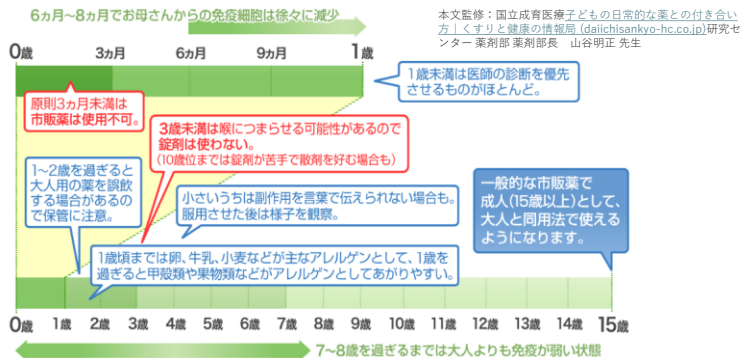 6ヵ月〜8ヵ月でお母さんからの免疫細胞は徐々に減少
本文監修：国立成育医療子どもの日常的な薬との付き合い
方｜くすりと健康の情報局 (daiichisankyo-hc.co.jp)研究セ
ンター 薬剤部 薬剤部長　山谷明正 先生
0歳 3ヵ月 6ヵ月 9ヵ月 1歳
1歳未満は医師の診断を優先
させるものがほとんど。
原則3ヵ月未満は
市販薬は使用不可。
3歳未満は喉につまらせる可能性があるので
錠剤は使わない。
（10歳位までは錠剤が苦手で散剤を好む場合も）
1〜2歳を過ぎると
大人用の薬を誤飲
する場合があるの
で保管に注意。
小さいうちは副作用を言葉で伝えられない場合も。
服用させた後は様子を観察。
一般的な市販薬で
成人（15歳以上）として、
大人と同用法で使える
ようになります。
1歳頃までは卵、牛乳、小麦などが主なアレルゲンとして、1歳を
過ぎると甲殻類や果物類などがアレルゲンとしてあがりやすい。
0歳 1歳 2歳 3歳 4歳 5歳 6歳 7歳 8歳 9歳 10歳 11歳 12歳 13歳 14歳 15歳
7〜8歳を過ぎるまでは大人よりも免疫が弱い状態